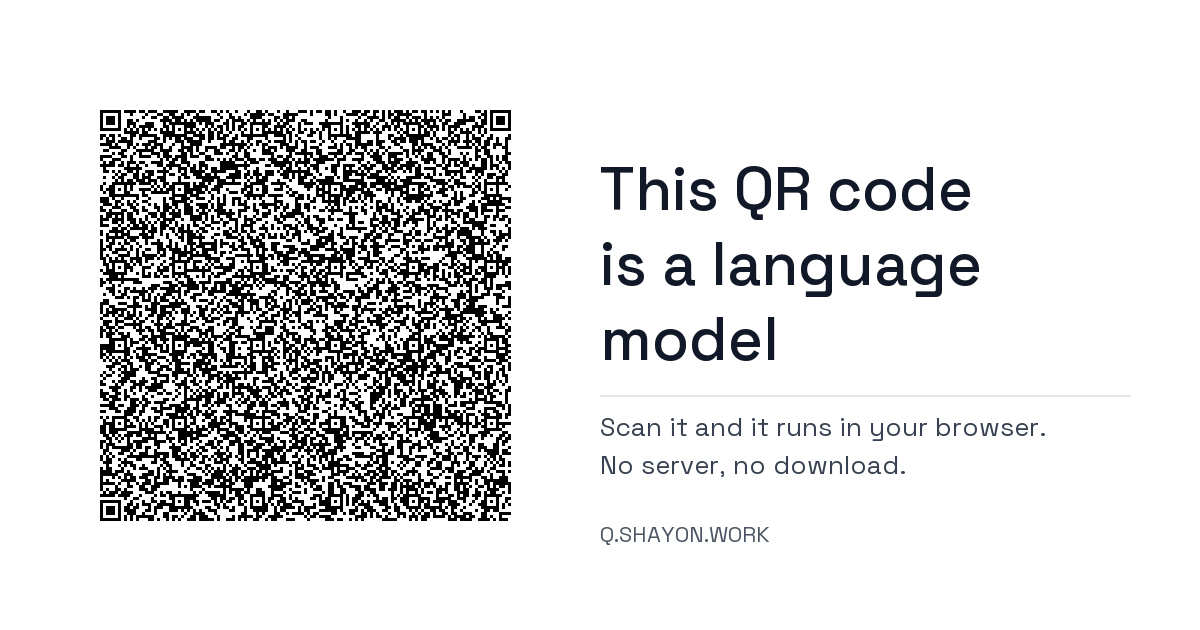 This QR code
is a language
model
Scan it and it runs in your browser.
No server, no download.
Q.SHAYON.WORK